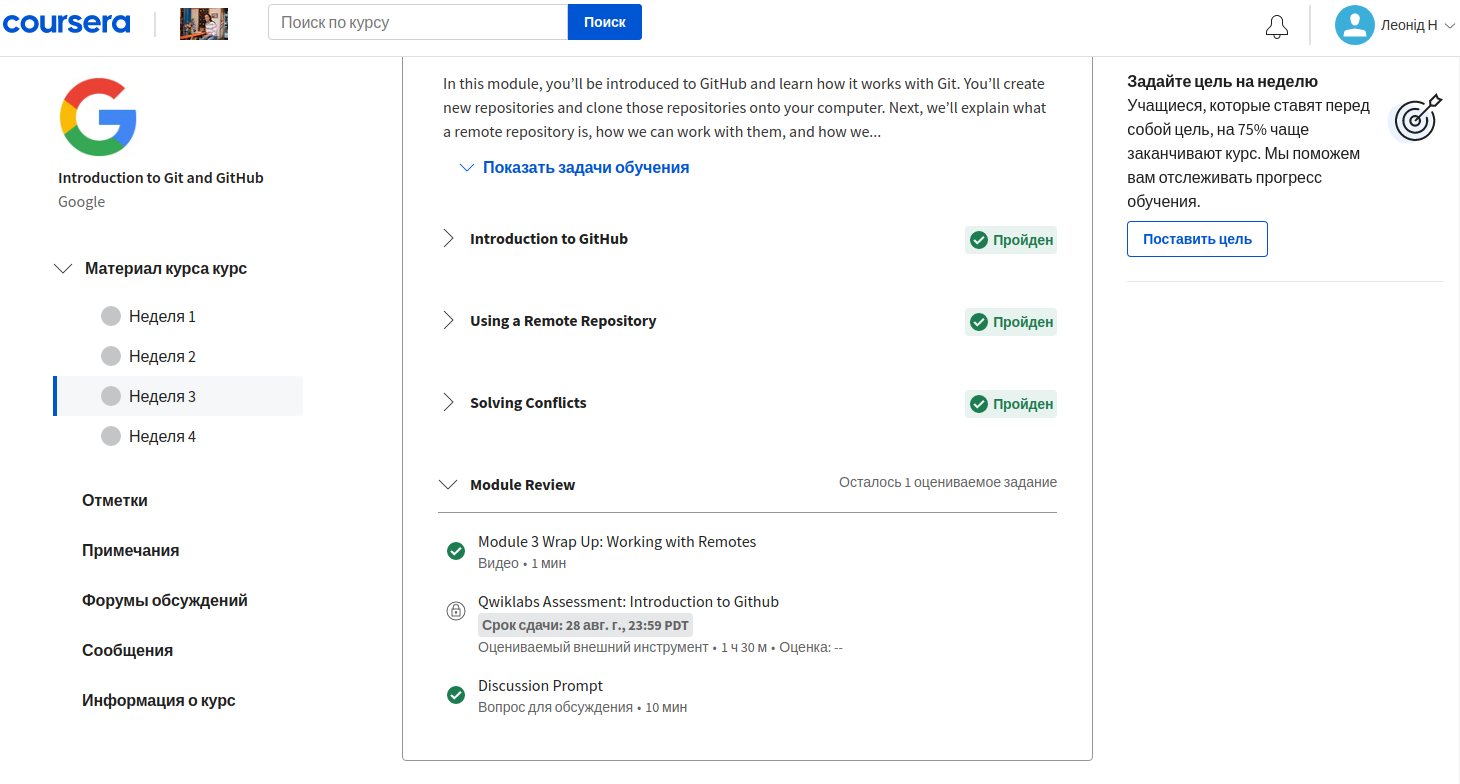 coursera
Поиск по курсу
Поиск
Леонід Н
Introduction to Git and GitHub
Google
Материал курса курс
Неделя 1
Неделя 2
Неделя 3
Неделя 4
Отметки
Примечания
Форумы обсуждений
Сообщения
Информация о курс
In this module, you’ll be introduced to GitHub and learn how it works with Git. You’ll create
new repositories and clone those repositories onto your computer. Next, we’ll explain what
a remote repository is, how we can work with them, and how we...
Показать задачи обучения
Introduction to GitHub
Пройден
Using a Remote Repository
Пройден
Solving Conflicts
Пройден
Module Review
Осталось 1 оцениваемое задание
Module 3 Wrap Up: Working with Remotes
Видео • 1 мин
Qwiklabs Assessment: Introduction to Github
Срок сдачи: 28 авг. г., 23:59 PDT
Оцениваемый внешний инструмент • 1 ч 30 м • Оценка: --
Discussion Prompt
Вопрос для обсуждения • 10 мин
Задайте цель на неделю
Учащиеся, которые ставят перед
собой цель, на 75% чаще
заканчивают курс. Мы поможем
вам отслеживать прогресс
обучения.
Поставить цель